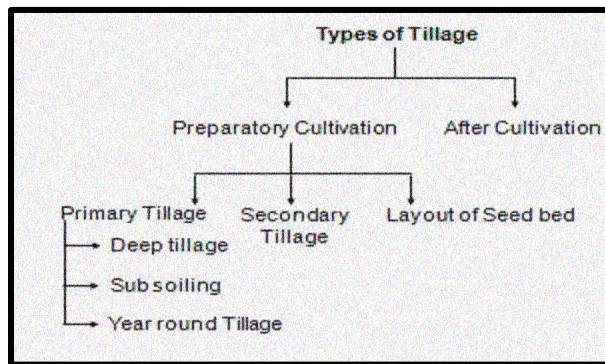 Types of Tillage
Preparatory Cultivation After Cultivation
Primary Tillage Secondary Tillage Layout of Seed bed
Deep tillage
Sub soiling
Year round Tillage